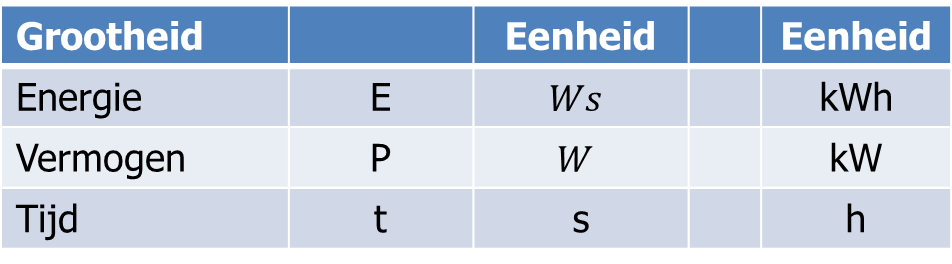 Grootheid Eenheid Eenheid
Energie E Ws kWh
Vermogen P W kW
Tijd t s h